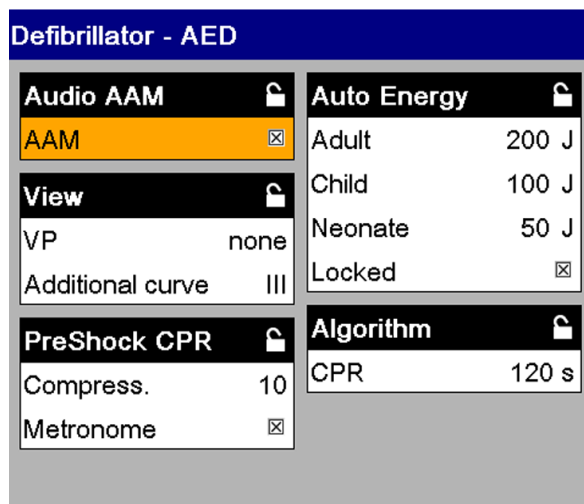 Defibrillator - AED
Audio AAM
AAM ☒
View
VP none
Additional curve III
PreShock CPR
Compress. 10
Metronome ☒
Auto Energy
Adult 200 J
Child 100 J
Neonate 50 J
Locked ☒
Algorithm
CPR 120 s